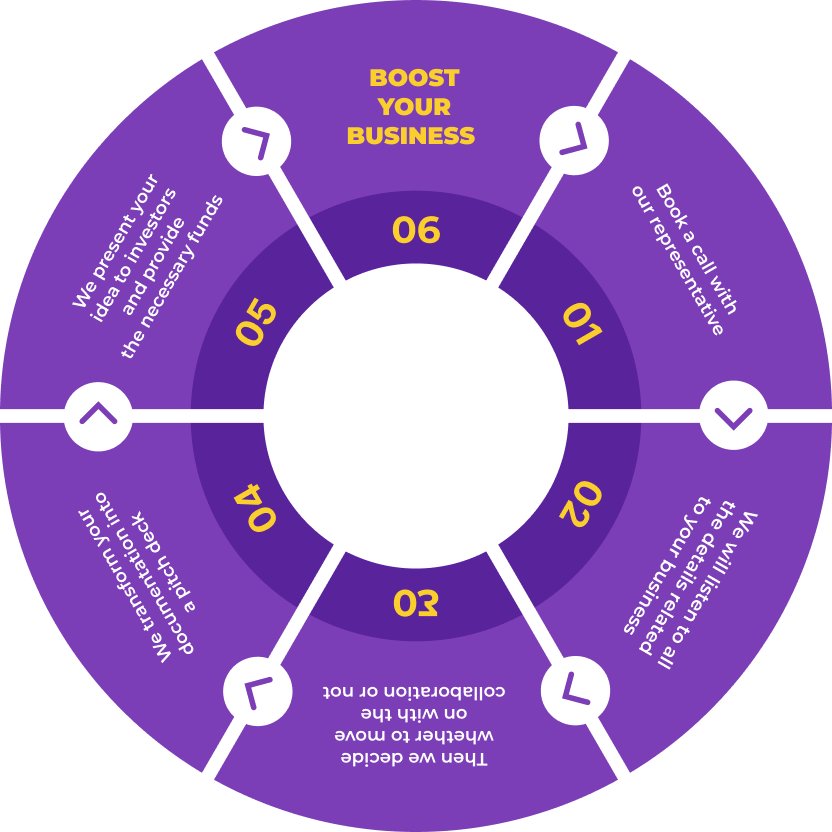 BOOST
YOUR
BUSINESS
06
Book a call with
our representative
01
We will listen to all
the details related
to your business
02
Then we decide
whether to move
on with the
collaboration or not
03
We transform your
documentation into
a pitch deck
04
We present your
idea to investors
and provide
the necessary funds
05